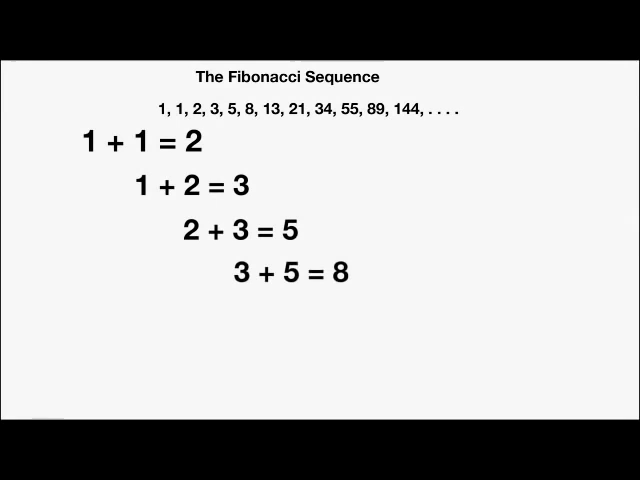 The Fibonacci Sequence
1, 1, 2, 3, 5, 8, 13, 21, 34, 55, 89, 144, . . . .
1 + 1 = 2
1 + 2 = 3
2 + 3 = 5
3 + 5 = 8